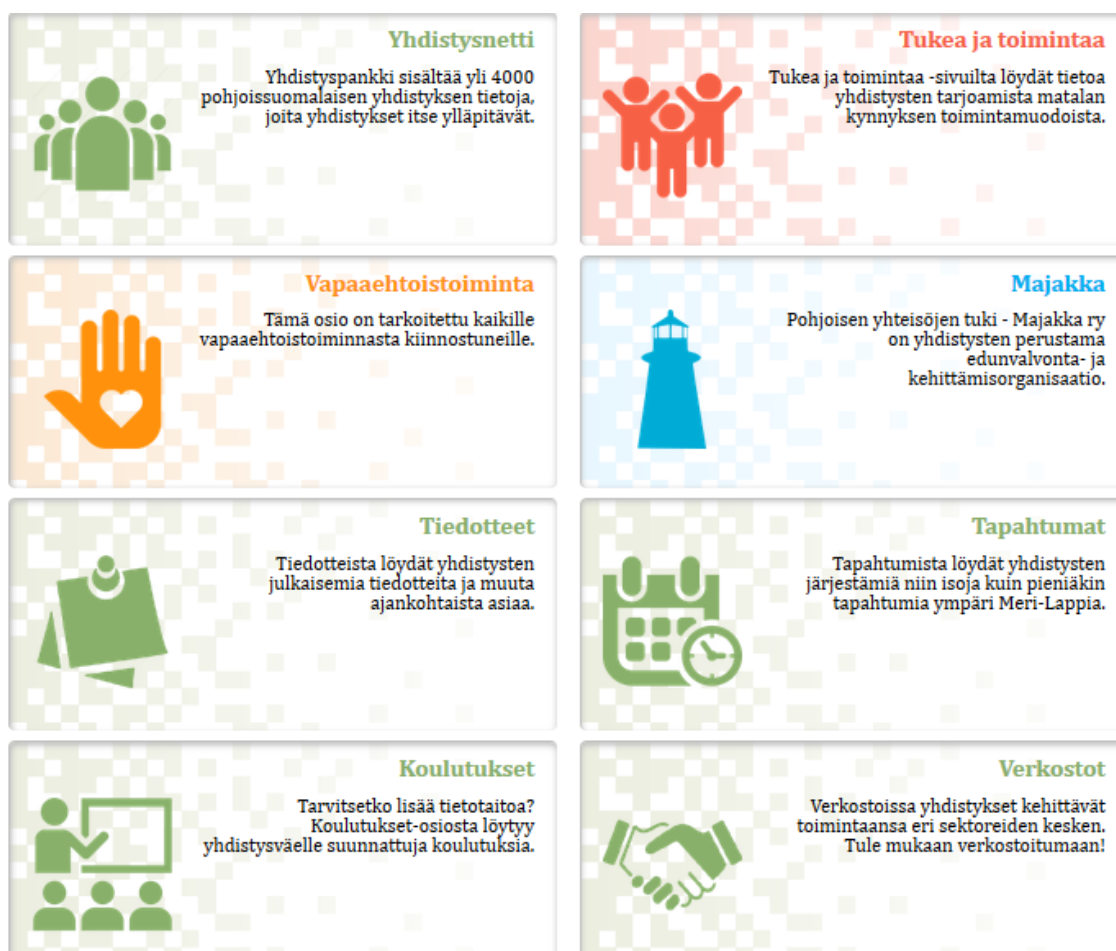 Yhdistysnetti
Yhdistyspankki sisältää yli 4000
pohjoissuomalaisen yhdistyksen tietoja,
joita yhdistykset itse ylläpitävät.
Tukea ja toimintaa
Tukea ja toimintaa -sivuilta löydät tietoa
yhdistysten tarjoamista matalan
kynnyksen toimintamuodoista.
Vapaaehtoistoiminta
Tämä osio on tarkoitettu kaikille
vapaaehtoistoiminnasta kiinnostuneille.
Majakka
Pohjoisen yhteisöjen tuki - Majakka ry
on yhdistysten perustama
edunvalvonta- ja
kehittämisorganisaatio.
Tiedotteet
Tiedotteista löydät yhdistysten
julkaisemia tiedotteita ja muuta
ajankohtaista asiaa.
Tapahtumat
Tapahtumista löydät yhdistysten
järjestämiä niin isoja kuin pieniäkin
tapahtumia ympäri Meri-Lappia.
Koulutukset
Tarvitsetko lisää tietotaitoa?
Koulutukset-osiosta löytyy
yhdistysväelle suunnattuja koulutuksia.
Verkostot
Verkostoissa yhdistykset kehittävät
toimintaansa eri sektoreiden kesken.
Tule mukaan verkostoitumaan!